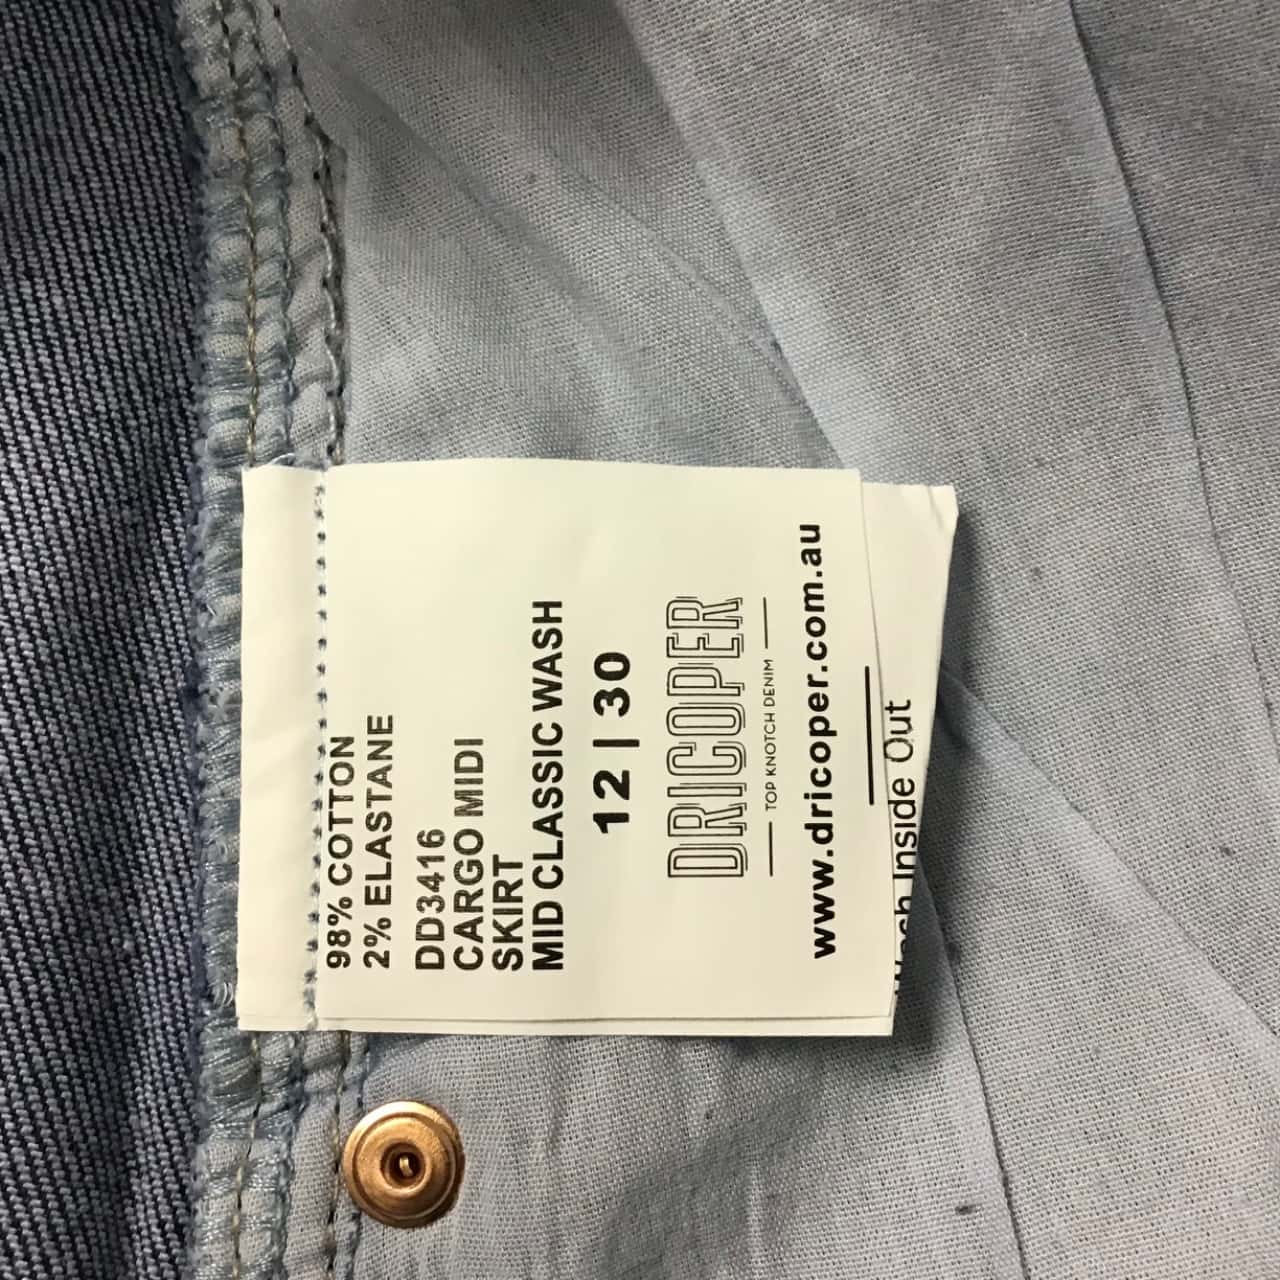 98% COTTON
2% ELASTANE
DD3416
CARGO MIDI
SKIRT
MID CLASSIC WASH
12 | 30
DRICOPER
TOP KNOTCH DENIM
www.dricoper.com.au
Wash Inside Out